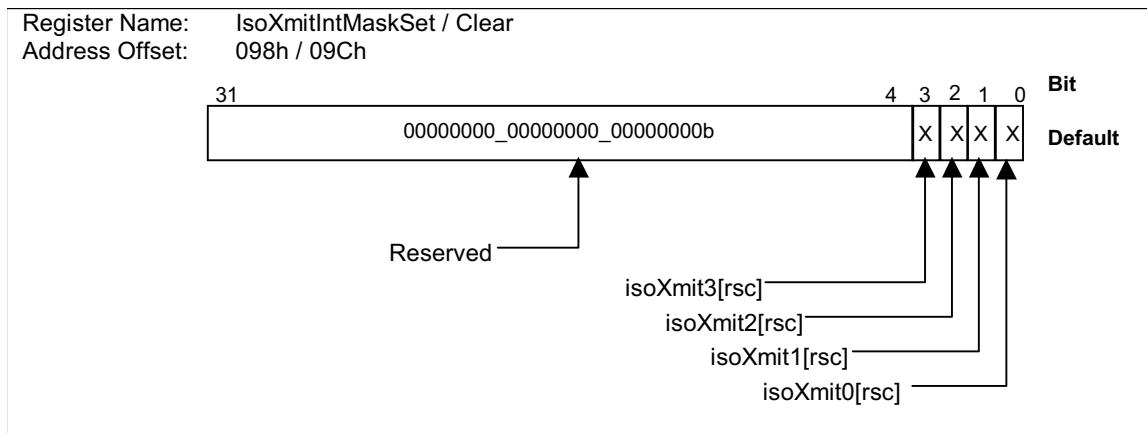 Register Name: IsoXmitIntMaskSet / Clear
Address Offset: 098h / 09Ch
31 4 3 2 1 0 Bit
00000000_00000000_00000000b X X X X Default
Reserved
isoXmit3[rsc]
isoXmit2[rsc]
isoXmit1[rsc]
isoXmit0[rsc]